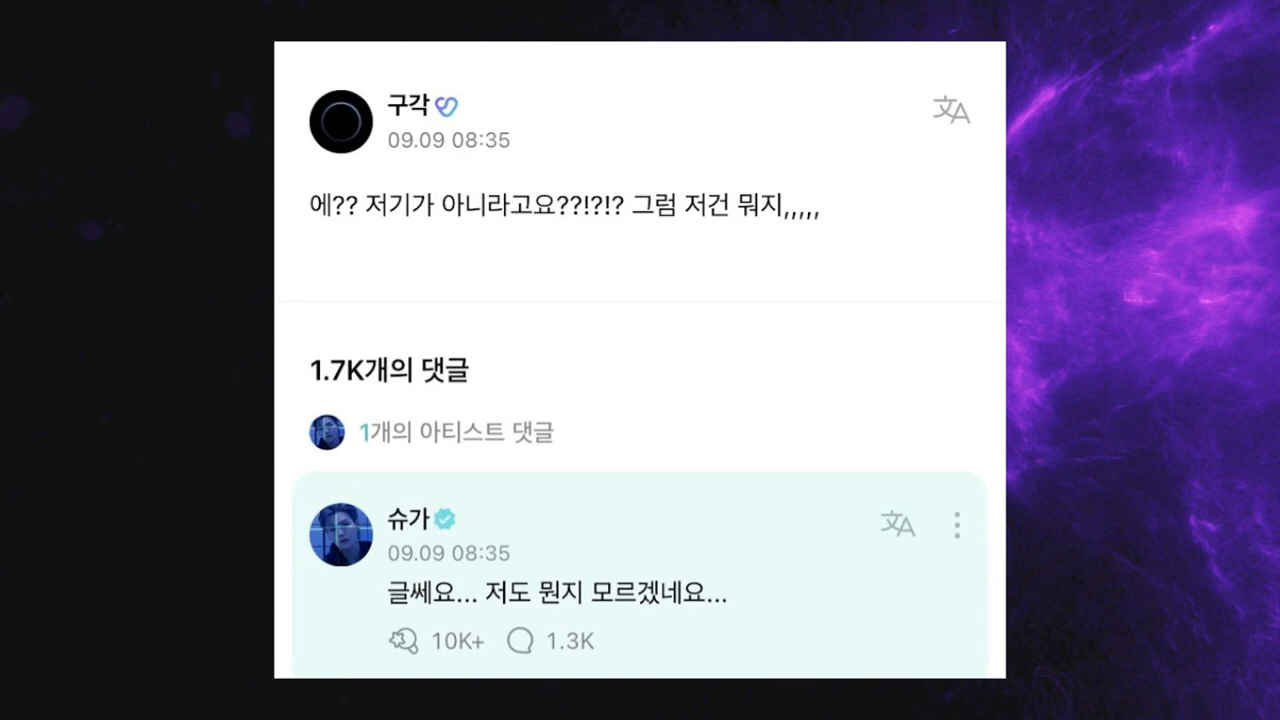 구각
09.09 08:35
에?? 저기가 아니라고요??!?!? 그럼 저건 뭐지,,,,,
1.7K개의 댓글
1개의 아티스트 댓글
슈가
09.09 08:35
글쎄요... 저도 뭔지 모르겠네요...
10K+ 1.3K